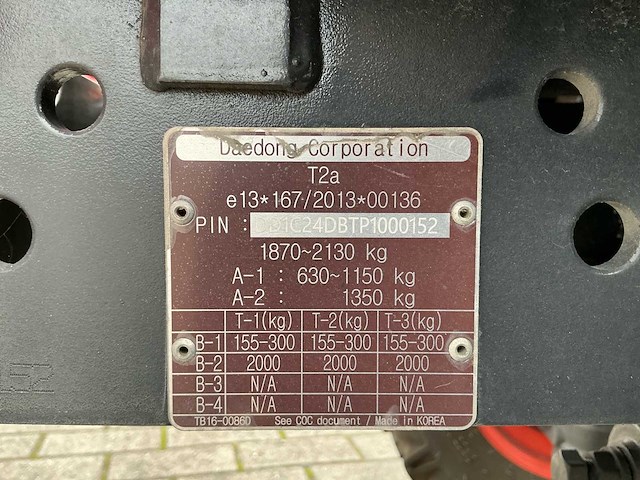 Daedong Corporation
T2a
e13*167/2013*00136
PIN :
1870~2130 kg
A-1 : 630~1150 kg
A-2 : 1350 kg
T-1(kg) T-2(kg) T-3(kg)
B-1 155-300 155-300 155-300
B-2 2000 2000 2000
B-3 N/A N/A N/A
B-4 N/A N/A N/A
TB16-0086D See COC document / Made in KOREA